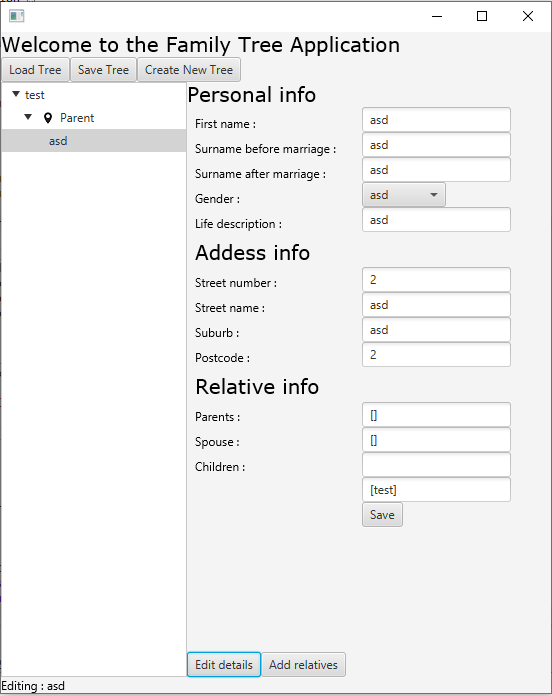 Welcome to the Family Tree Application
Load Tree Save Tree Create New Tree
test
Parent
asd
Personal info
First name : asd
Surname before marriage : asd
Surname after marriage : asd
Gender : asd
Life description : asd
Addess info
Street number : 2
Street name : asd
Suburb : asd
Postcode : 2
Relative info
Parents : []
Spouse : []
Children :
[test]
Save
Edit details Add relatives
Editing : asd